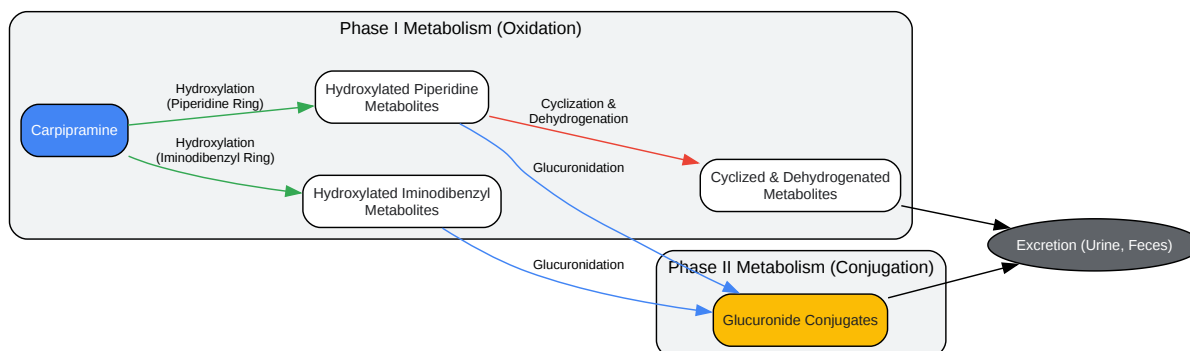 Phase I Metabolism (Oxidation)
Carpipramine
Hydroxylation
(Piperidine Ring)
Hydroxylation
(Iminodibenzyl Ring)
Hydroxylated Piperidine
Metabolites
Hydroxylated Iminodibenzyl
Metabolites
Cyclization &
Dehydrogenation
Glucuronidation
Glucuronidation
Cyclized & Dehydrogenated
Metabolites
Phase II Metabolism (Conjugation)
Glucuronide Conjugates
Excretion (Urine, Feces)